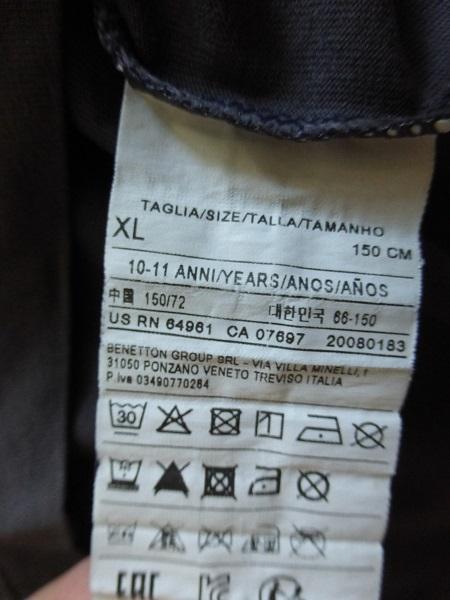 TAGLIA/SIZE/TALLA/TAMANHO
XL 150 CM
10-11 ANNI/YEARS/ANOS/AÑOS
中国 150/72 대한민국 66-150
US RN 64961 CA 07697 20080183
BENETTON GROUP SRL - VIA VILLA MINELLI, 1
31050 PONZANO VENETO TREVISO ITALIA
P.iva 03490770264
30
EAC